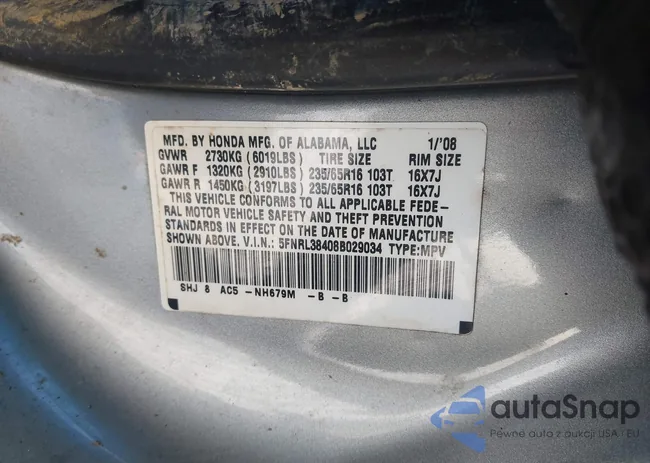 MFD. BY HONDA MFG. OF ALABAMA, LLC 1/'08
GVWR 2730KG (6019LBS) TIRE SIZE RIM SIZE
GAWR F 1320KG (2910LBS) 235/65R16 103T 16X7J
GAWR R 1450KG (3197LBS) 235/65R16 103T 16X7J
THIS VEHICLE CONFORMS TO ALL APPLICABLE FEDE-
RAL MOTOR VEHICLE SAFETY AND THEFT PREVENTION
STANDARDS IN EFFECT ON THE DATE OF MANUFACTURE
SHOWN ABOVE. V.I.N.: 5FNRL38408B029034 TYPE:MPV
SHJ 8 AC5 -NH679M -B -B
autaSnap
Pewne auta z aukcji USA i EU